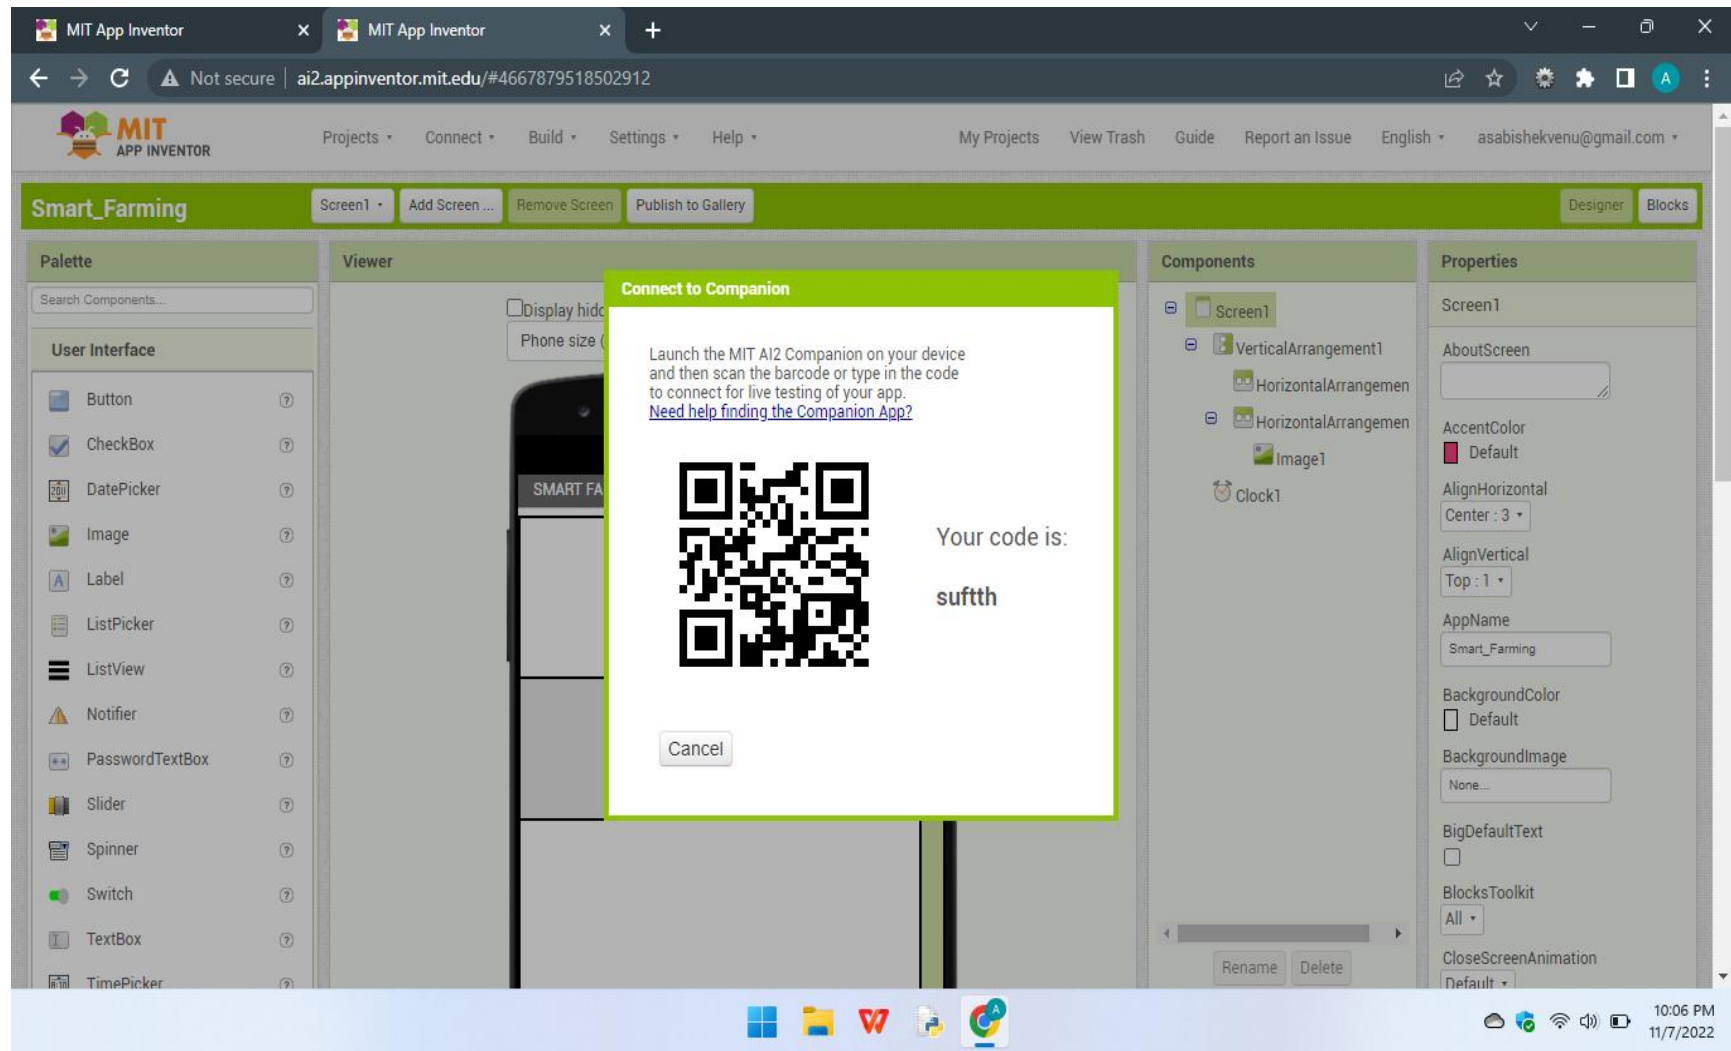 MIT App Inventor
MIT App Inventor
Not secure
ai2.appinventor.mit.edu/#4667879518502912
A
MIT
APP INVENTOR
Projects
Connect
Build
Settings
Help
My Projects
View Trash
Guide
Report an Issue
English
asabishekvenu@gmail.com
Smart_Farming
Screen1
Add Screen ...
Remove Screen
Publish to Gallery
Designer
Blocks
Palette
Search Components...
User Interface
Button
CheckBox
DatePicker
Image
Label
ListPicker
ListView
Notifier
PasswordTextBox
Slider
Spinner
Switch
TextBox
TimePicker
Viewer
Display hidd
Phone size (
SMART FA
Connect to Companion
Launch the MIT AI2 Companion on your device
and then scan the barcode or type in the code
to connect for live testing of your app.
Need help finding the Companion App?
Your code is:
suftth
Cancel
Components
Screen1
VerticalArrangement1
HorizontalArrangemen
HorizontalArrangemen
Image1
Clock1
Rename
Delete
Properties
Screen1
AboutScreen
AccentColor
Default
AlignHorizontal
Center : 3
AlignVertical
Top : 1
AppName
Smart_Farming
BackgroundColor
Default
BackgroundImage
None...
BigDefaultText
BlocksToolkit
All
CloseScreenAnimation
Default
10:06 PM
11/7/2022